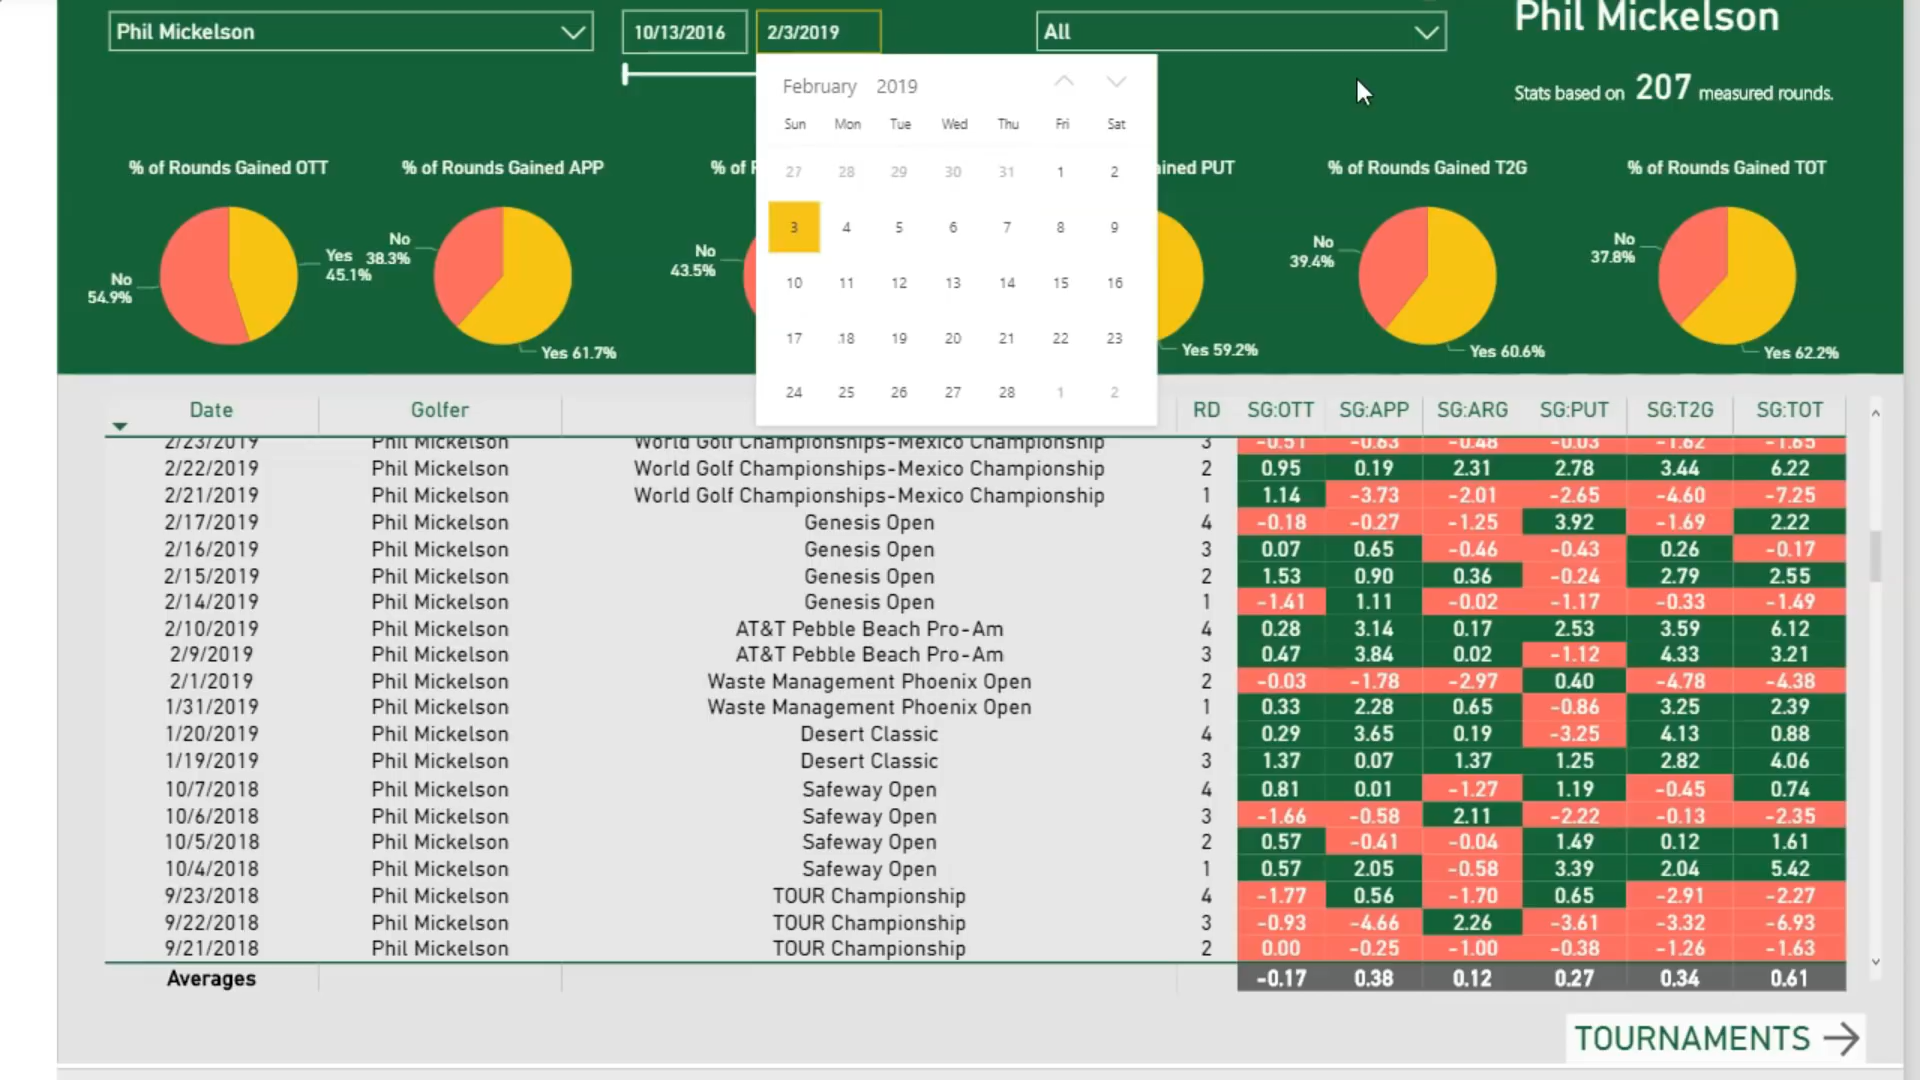 Phil Mickelson
10/13/2016 2/3/2019
All
Phil Mickelson
Stats based on 207 measured rounds.
February 2019
Sun Mon Tue Wed Thu Fri Sat
27 28 29 30 31 1 2
3 4 5 6 7 8 9
10 11 12 13 14 15 16
17 18 19 20 21 22 23
24 25 26 27 28 1 2
% of Rounds Gained OTT
No 54.9%
Yes 45.1%
% of Rounds Gained APP
No 38.3%
Yes 61.7%
% of
No 43.5%
ained PUT
Yes 59.2%
% of Rounds Gained T2G
No 39.4%
Yes 60.6%
% of Rounds Gained TOT
No 37.8%
Yes 62.2%
Date Golfer RD SG:OTT SG:APP SG:ARG SG:PUT SG:T2G SG:TOT
2/23/2019 Phil Mickelson World Golf Championships-Mexico Championship 3 -0.51 -0.63 -0.48 -0.03 -1.62 -1.65
2/22/2019 Phil Mickelson World Golf Championships-Mexico Championship 2 0.95 0.19 2.31 2.78 3.44 6.22
2/21/2019 Phil Mickelson World Golf Championships-Mexico Championship 1 1.14 -3.73 -2.01 -2.65 -4.60 -7.25
2/17/2019 Phil Mickelson Genesis Open 4 -0.18 -0.27 -1.25 3.92 -1.69 2.22
2/16/2019 Phil Mickelson Genesis Open 3 0.07 0.65 -0.46 -0.43 0.26 -0.17
2/15/2019 Phil Mickelson Genesis Open 2 1.53 0.90 0.36 -0.24 2.79 2.55
2/14/2019 Phil Mickelson Genesis Open 1 -1.41 1.11 -0.02 -1.17 -0.33 -1.49
2/10/2019 Phil Mickelson AT&T Pebble Beach Pro-Am 4 0.28 3.14 0.17 2.53 3.59 6.12
2/9/2019 Phil Mickelson AT&T Pebble Beach Pro-Am 3 0.47 3.84 0.02 -1.12 4.33 3.21
2/1/2019 Phil Mickelson Waste Management Phoenix Open 2 -0.03 -1.78 -2.97 0.40 -4.78 -4.38
1/31/2019 Phil Mickelson Waste Management Phoenix Open 1 0.33 2.28 0.65 -0.86 3.25 2.39
1/20/2019 Phil Mickelson Desert Classic 4 0.29 3.65 0.19 -3.25 4.13 0.88
1/19/2019 Phil Mickelson Desert Classic 3 1.37 0.07 1.37 1.25 2.82 4.06
10/7/2018 Phil Mickelson Safeway Open 4 0.81 0.01 -1.27 1.19 -0.45 0.74
10/6/2018 Phil Mickelson Safeway Open 3 -1.66 -0.58 2.11 -2.22 -0.13 -2.35
10/5/2018 Phil Mickelson Safeway Open 2 0.57 -0.41 -0.04 1.49 0.12 1.61
10/4/2018 Phil Mickelson Safeway Open 1 0.57 2.05 -0.58 3.39 2.04 5.42
9/23/2018 Phil Mickelson TOUR Championship 4 -1.77 0.56 -1.70 0.65 -2.91 -2.27
9/22/2018 Phil Mickelson TOUR Championship 3 -0.93 -4.66 2.26 -3.61 -3.32 -6.93
9/21/2018 Phil Mickelson TOUR Championship 2 0.00 -0.25 -1.00 -0.38 -1.26 -1.63
Averages -0.17 0.38 0.12 0.27 0.34 0.61
TOURNAMENTS